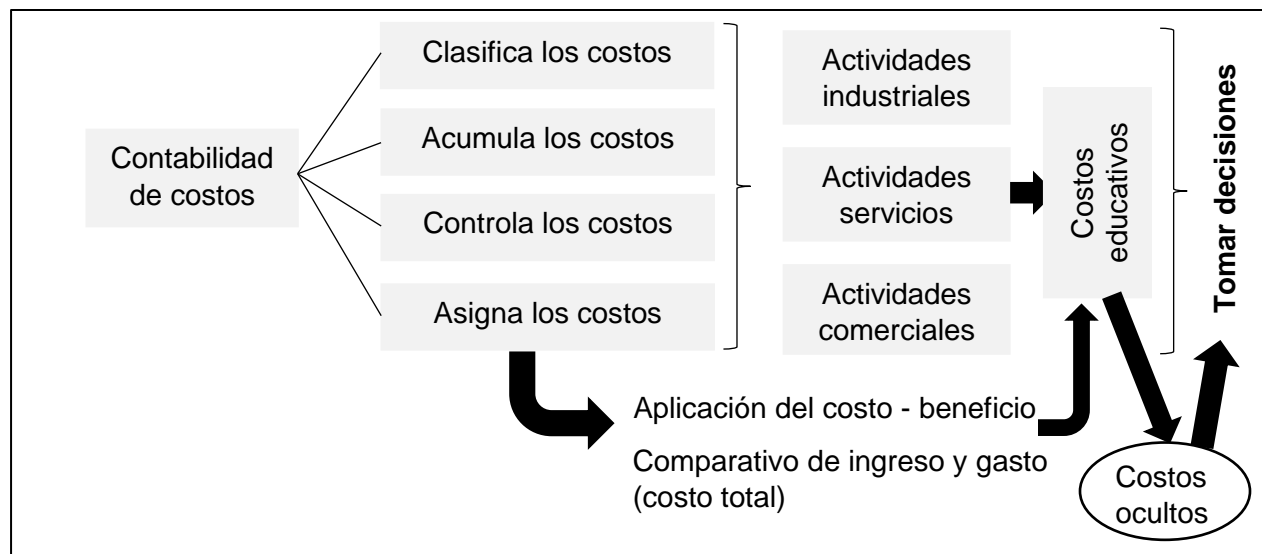 Contabilidad
de costos
Clasifica los costos
Acumula los costos
Controla los costos
Asigna los costos
Actividades
industriales
Actividades
servicios
Actividades
comerciales
Costos
educativos
Tomar decisiones
Aplicación del costo - beneficio
Comparativo de ingreso y gasto
(costo total)
Costos
ocultos